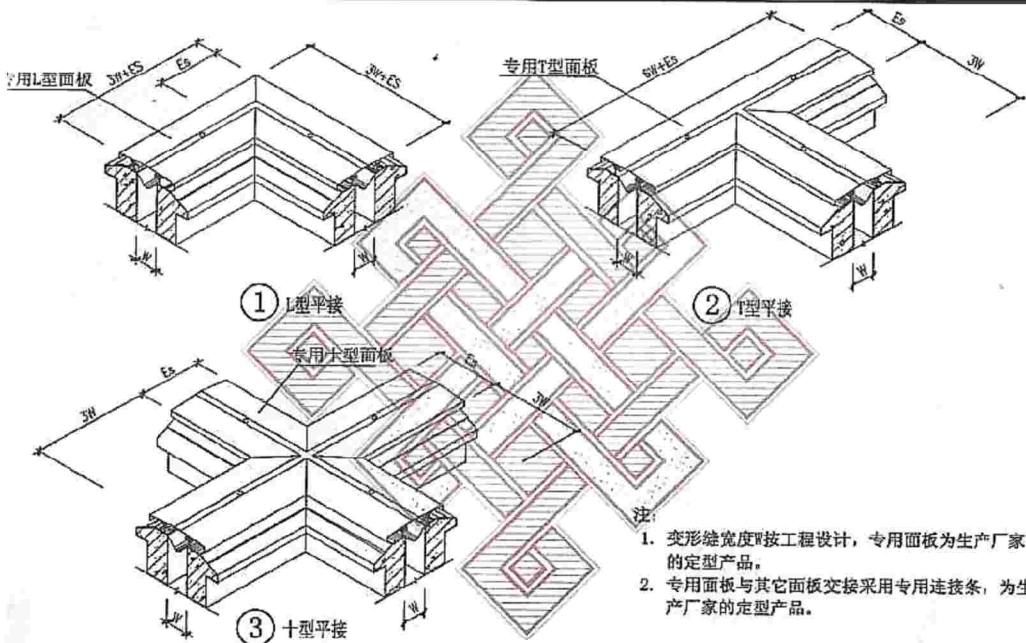 专用L型面板
3W+ES
Es
3W+ES
W
W
① L型平接
专用T型面板
6W+ES
Es
3W
W
W
② T型平接
专用十型面板
3W
Es
Es
3W
W
W
③ 十型平接
注:
1. 变形缝宽度W按工程设计，专用面板为生产厂家
的定型产品。
2. 专用面板与其它面板交接采用专用连接条，为生
产厂家的定型产品。